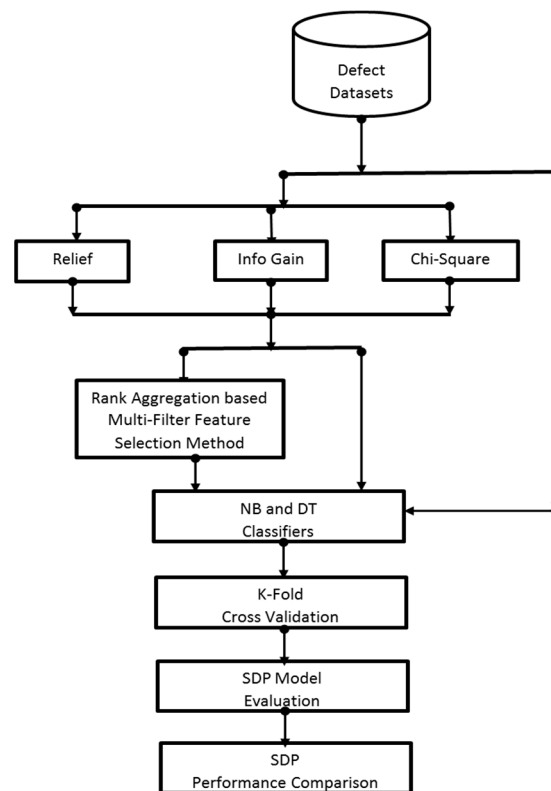 Defect
Datasets
Relief
Info Gain
Chi-Square
Rank Aggregation based
Multi-Filter Feature
Selection Method
NB and DT
Classifiers
K-Fold
Cross Validation
SDP Model
Evaluation
SDP
Performance Comparison